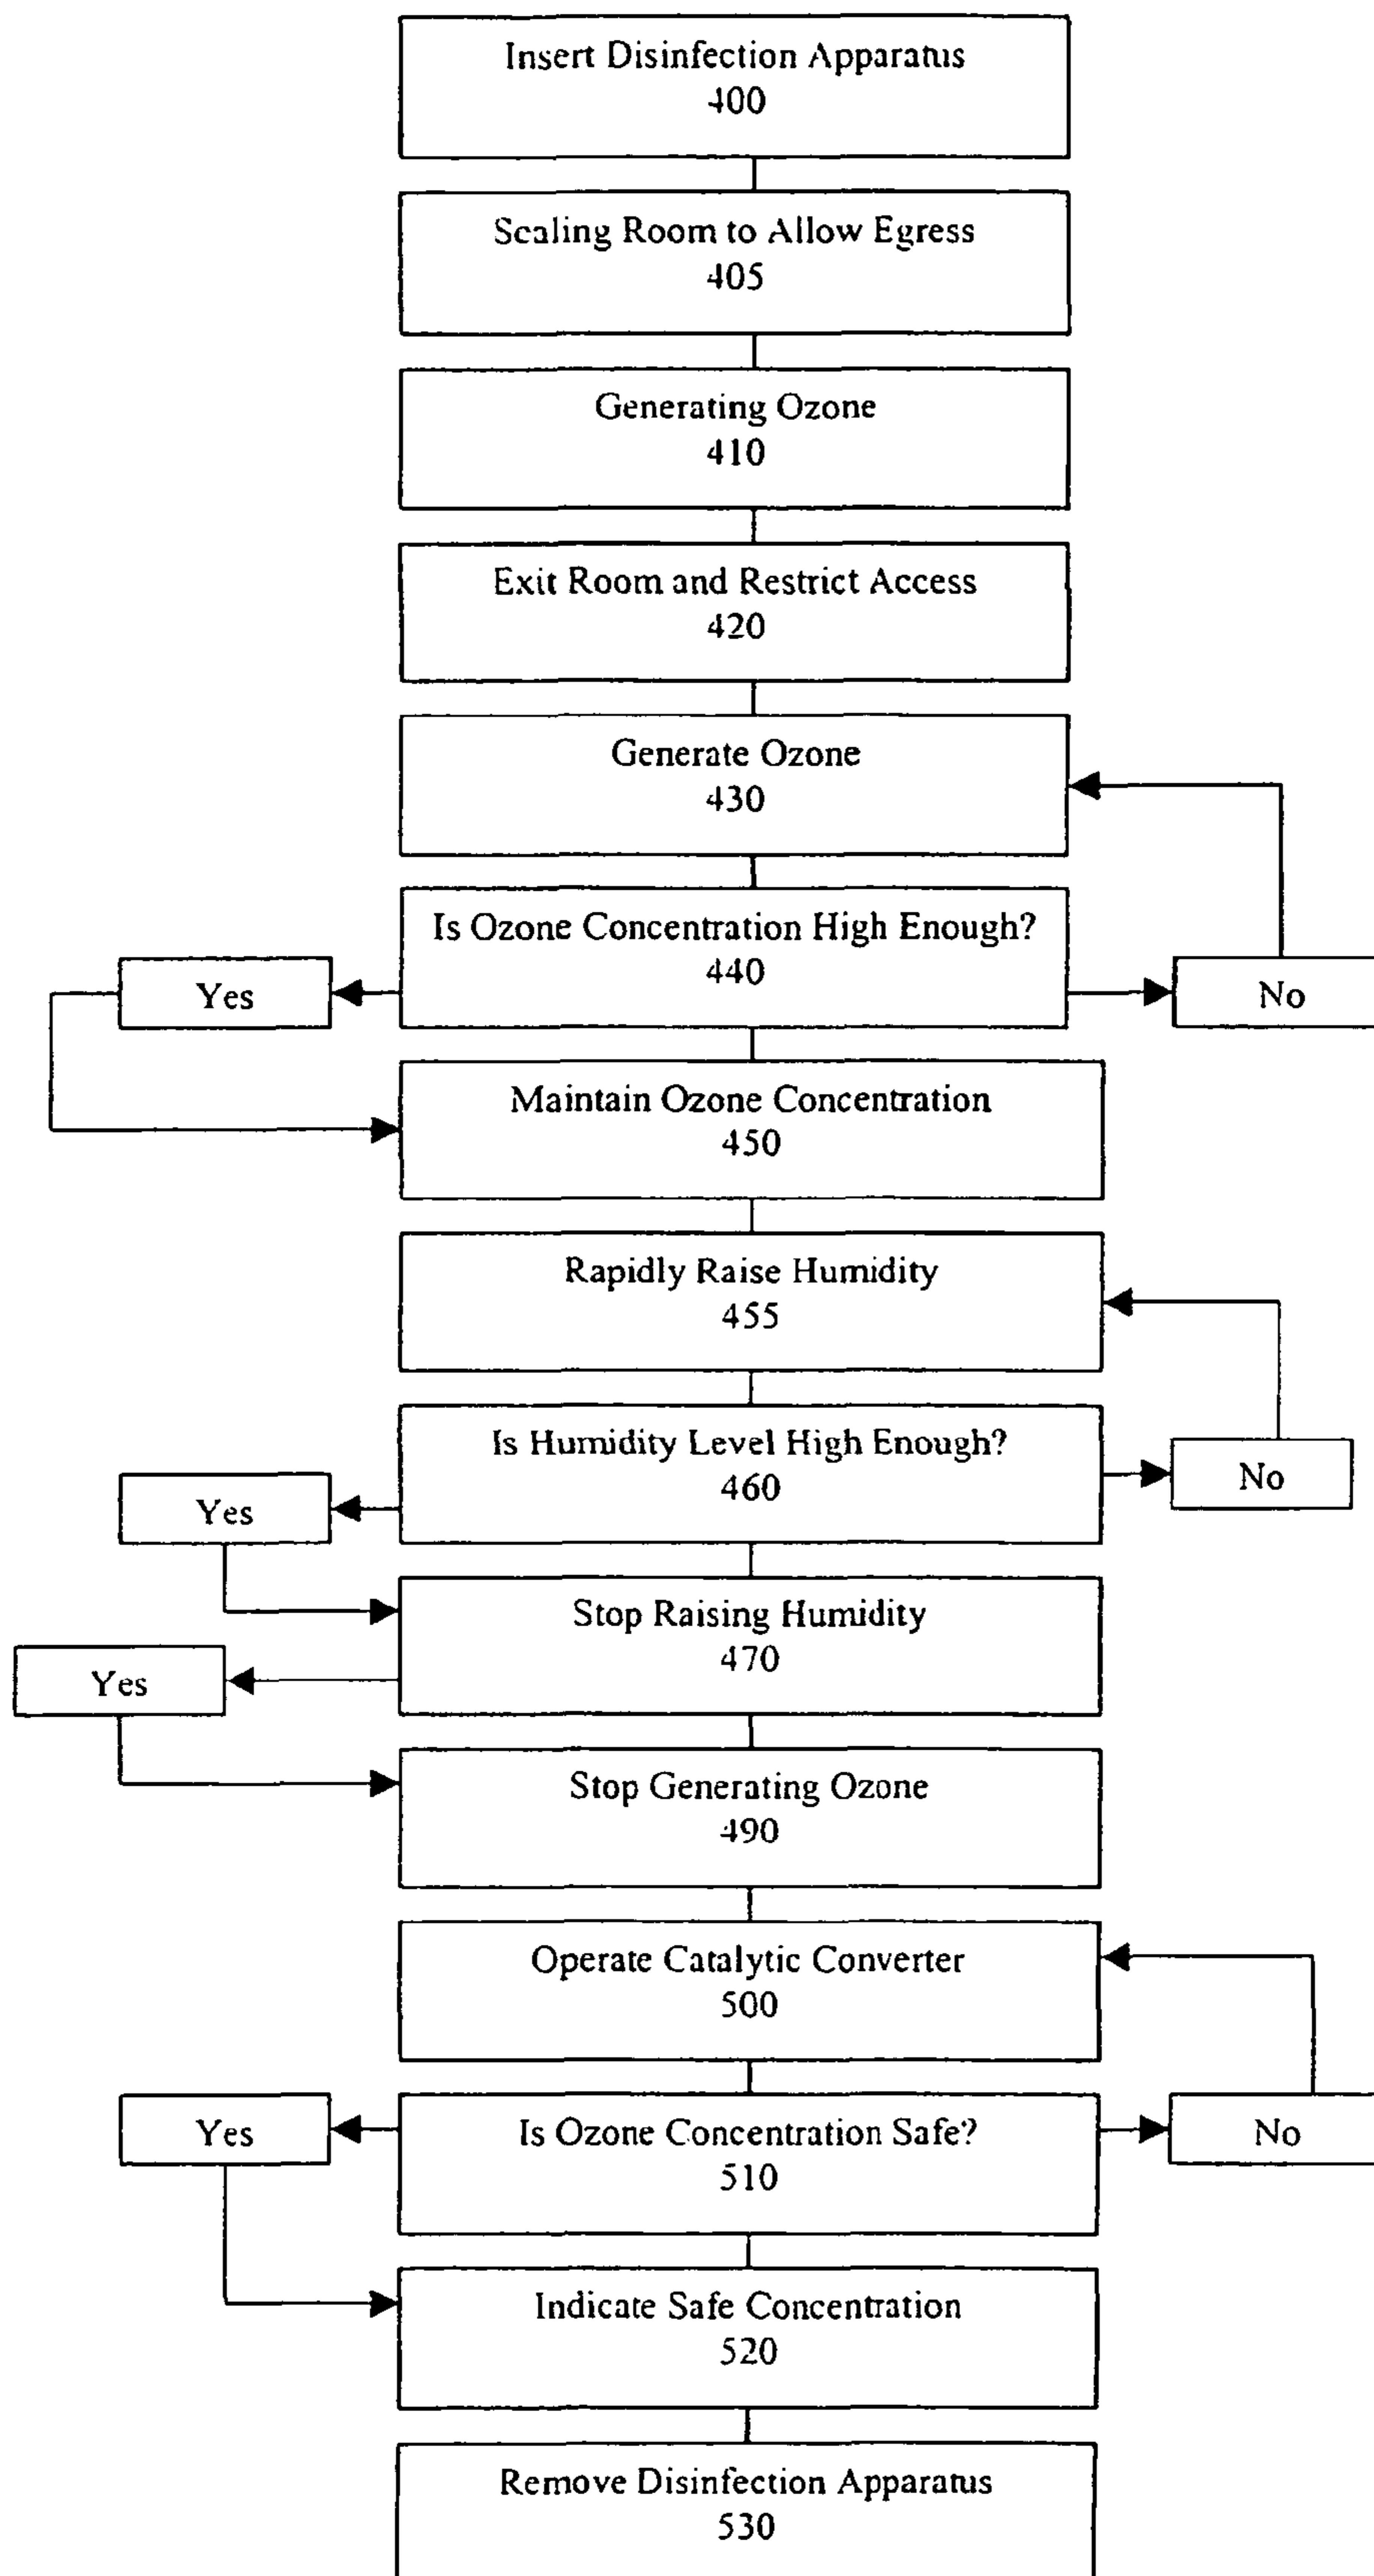 Insert Disinfection Apparatus
400
Sealing Room to Allow Egress
405
Generating Ozone
410
Exit Room and Restrict Access
420
Generate Ozone
430
Is Ozone Concentration High Enough?
440
Yes
No
Maintain Ozone Concentration
450
Rapidly Raise Humidity
455
Is Humidity Level High Enough?
460
Yes
No
Stop Raising Humidity
470
Yes
Stop Generating Ozone
490
Operate Catalytic Converter
500
Is Ozone Concentration Safe?
510
Yes
No
Indicate Safe Concentration
520
Remove Disinfection Apparatus
530